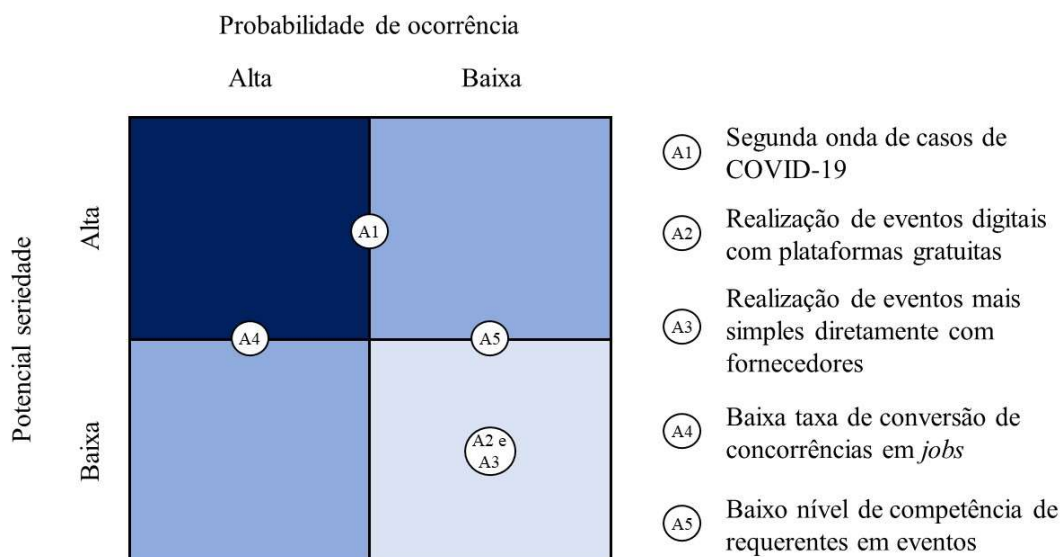 Probabilidade de ocorrência
Alta
Baixa
Potencial seriedade
Alta
Baixa
A1
A4
A5
A2 e
A3
A1
Segunda onda de casos de
COVID-19
A2
Realização de eventos digitais
com plataformas gratuitas
A3
Realização de eventos mais
simples diretamente com
fornecedores
A4
Baixa taxa de conversão de
concorrências em jobs
A5
Baixo nível de competência de
requerentes em eventos